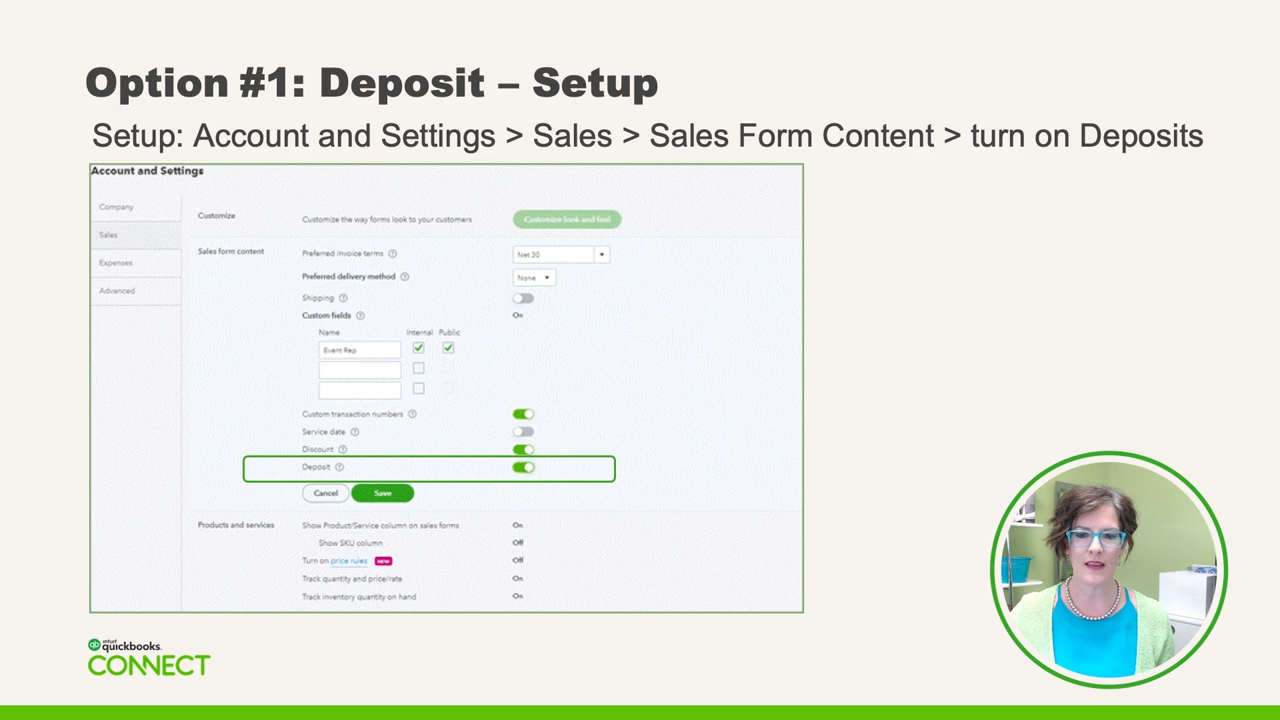 Option #1: Deposit – Setup
Setup: Account and Settings > Sales > Sales Form Content > turn on Deposits
Account and Settings
Company
Sales
Expenses
Advanced
Customize
Customize the way forms look to your customers
Customize look and feel
Sales form content
Preferred invoice terms
Net 30
Preferred delivery method
None
Shipping
Custom fields
On
Name Internal Public
Event Rep
Custom transaction numbers
Service date
Discount
Deposit
Cancel Save
Products and services
Show Product/Service column on sales forms On
Show SKU column Off
Turn on price rules NEW Off
Track quantity and price/rate On
Track inventory quantity on hand On
qb intuit
quickbooks.
CONNECT